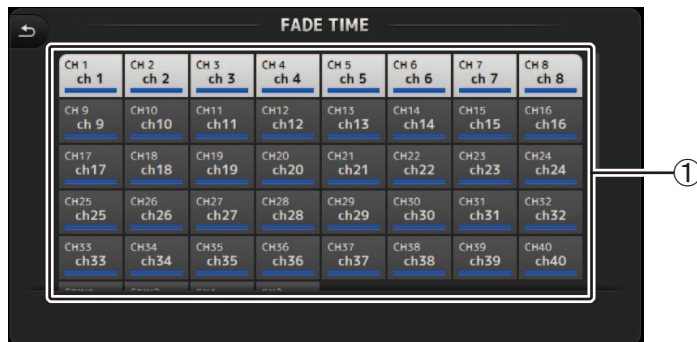 FADE TIME
CH 1 CH 2 CH 3 CH 4 CH 5 CH 6 CH 7 CH 8
ch 1 ch 2 ch 3 ch 4 ch 5 ch 6 ch 7 ch 8
CH 9 CH10 CH11 CH12 CH13 CH14 CH15 CH16
ch 9 ch10 ch11 ch12 ch13 ch14 ch15 ch16
①
CH17 CH18 CH19 CH20 CH21 CH22 CH23 CH24
ch17 ch18 ch19 ch20 ch21 ch22 ch23 ch24
CH25 CH26 CH27 CH28 CH29 CH30 CH31 CH32
ch25 ch26 ch27 ch28 ch29 ch30 ch31 ch32
CH33 CH34 CH35 CH36 CH37 CH38 CH39 CH40
ch33 ch34 ch35 ch36 ch37 ch38 ch39 ch40